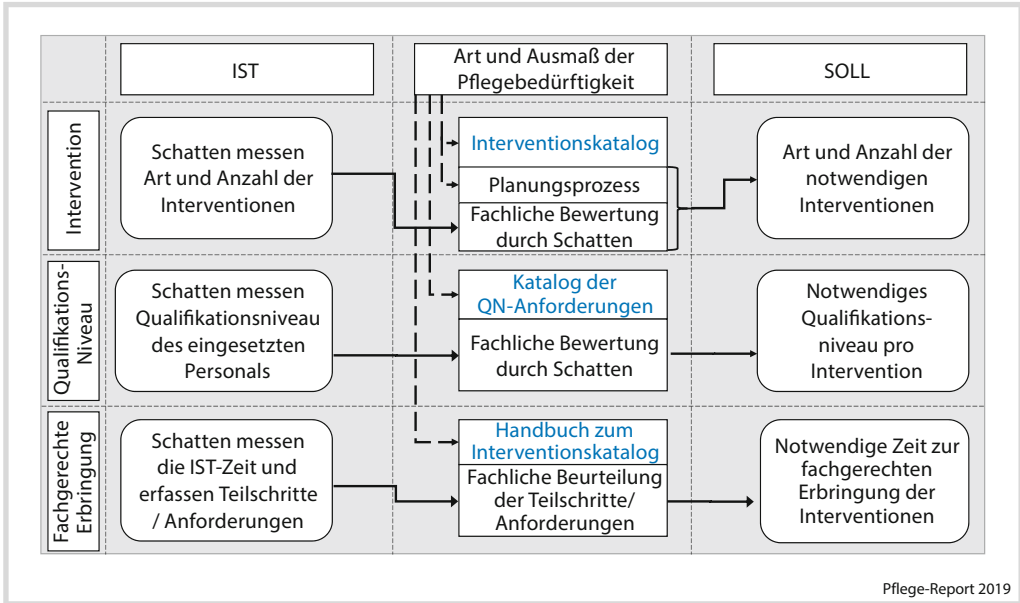 IST
Art und Ausmaß der
Pflegebedürftigkeit
SOLL
Intervention
Schatten messen
Art und Anzahl der
Interventionen
Interventionskatalog
Planungsprozess
Fachliche Bewertung
durch Schatten
Art und Anzahl der
notwendigen
Interventionen
Qualifikations-
Niveau
Schatten messen
Qualifikationsniveau
des eingesetzten
Personals
Katalog der
QN-Anforderungen
Fachliche Bewertung
durch Schatten
Notwendiges
Qualifikations-
niveau pro
Intervention
Fachgerechte
Erbringung
Schatten messen
die IST-Zeit und
erfassen Teilschritte
/ Anforderungen
Handbuch zum
Interventionskatalog
Fachliche Beurteilung
der Teilschritte/
Anforderungen
Notwendige Zeit zur
fachgerechten
Erbringung der
Interventionen
Pflege-Report 2019